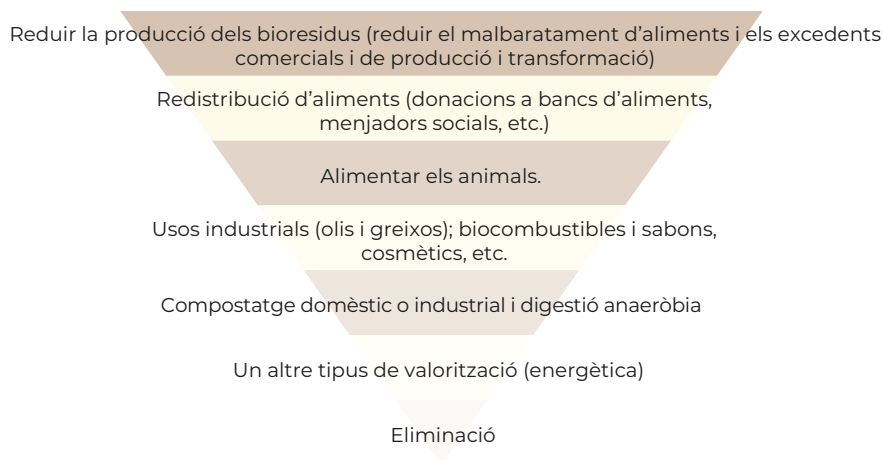 Reduir la producció dels bioresidus (reduir el malbaratament d’aliments i els excedents
comercials i de producció i transformació)
Redistribució d’aliments (donacions a bancs d’aliments,
menjadors socials, etc.)
Alimentar els animals.
Usos industrials (olis i greixos); biocombustibles i sabons,
cosmètics, etc.
Compostatge domèstic o industrial i digestió anaeròbia
Un altre tipus de valorització (energètica)
Eliminació